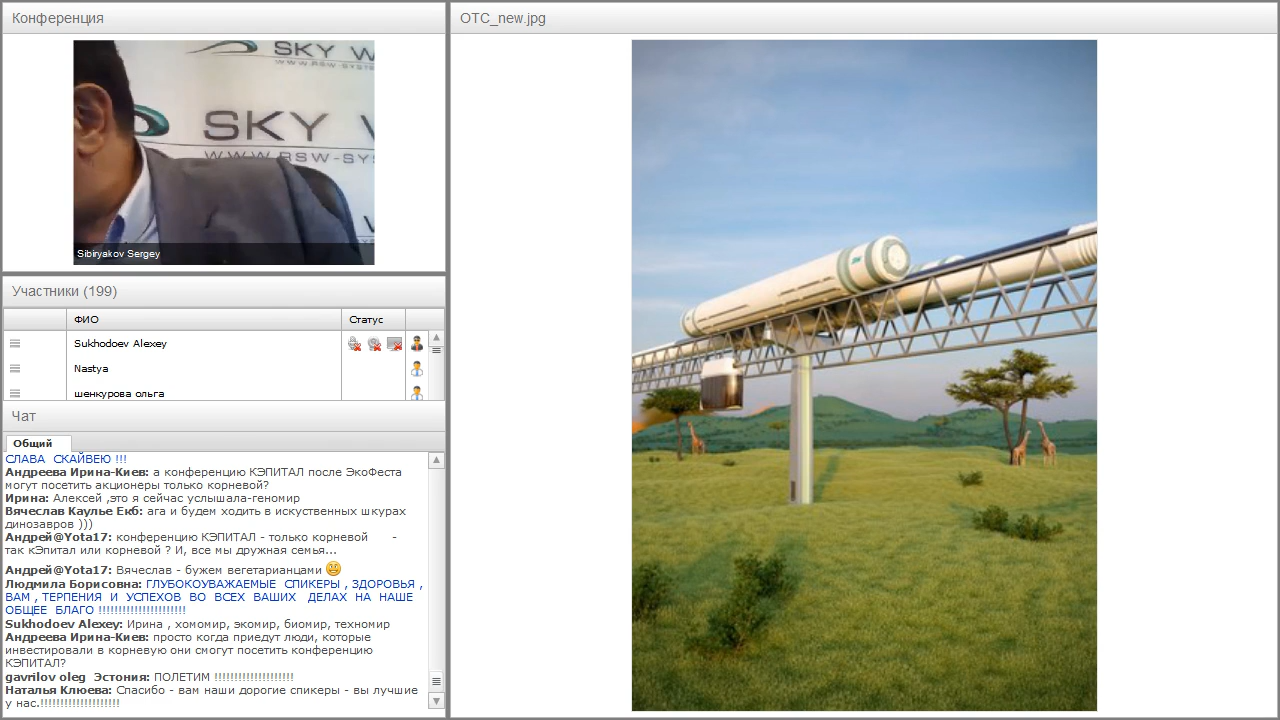 Конференция
OTC_new.jpg
SKY W
WWW.RSW-SYS
SKY W
WWW.RSW-SYS
W
Sibiryakov Sergey
Участники (199)
ФИО Статус
Sukhodoev Alexey
Nastya
шенкурова ольга
Чат
Общий
СЛАВА СКАЙВЕЮ !!!
Андреева Ирина-Киев: а конференцию КЭПИТАЛ после ЭкоФеста
могут посетить акционеры только корневой?
Ирина: Алексей ,это я сейчас услышала-геномир
Вячеслав Каулье Екб: ага и будем ходить в искуственных шкурах
динозавров )))
Андрей@Yota17: конференцию КЭПИТАЛ - только корневой -
так кЭпитал или корневой ? И, все мы дружная семья...
Андрей@Yota17: Вячеслав - бужем вегетарианцами
Людмила Борисовна: ГЛУБОКОУВАЖАЕМЫЕ СПИКЕРЫ , ЗДОРОВЬЯ ,
ВАМ , ТЕРПЕНИЯ И УСПЕХОВ ВО ВСЕХ ВАШИХ ДЕЛАХ НА НАШЕ
ОБЩЕЕ БЛАГО !!!!!!!!!!!!!!!!!!!!!!
Sukhodoev Alexey: Ирина , хомомир, экомир, биомир, техномир
Андреева Ирина-Киев: просто когда приедут люди, которые
инвестировали в корневую они смогут посетить конференцию
КЭПИТАЛ?
gavrilov oleg Эстония: ПОЛЕТИМ !!!!!!!!!!!!!!!!!!!!
Наталья Клюева: Спасибо - вам наши дорогие спикеры - вы лучшие
у нас.!!!!!!!!!!!!!!!!!!!!